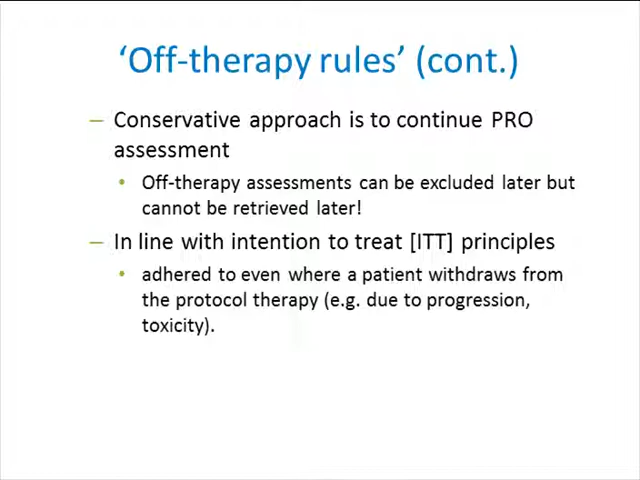 ‘Off-therapy rules’ (cont.)
– Conservative approach is to continue PRO
assessment
• Off-therapy assessments can be excluded later but
cannot be retrieved later!
– In line with intention to treat [ITT] principles
• adhered to even where a patient withdraws from
the protocol therapy (e.g. due to progression,
toxicity).